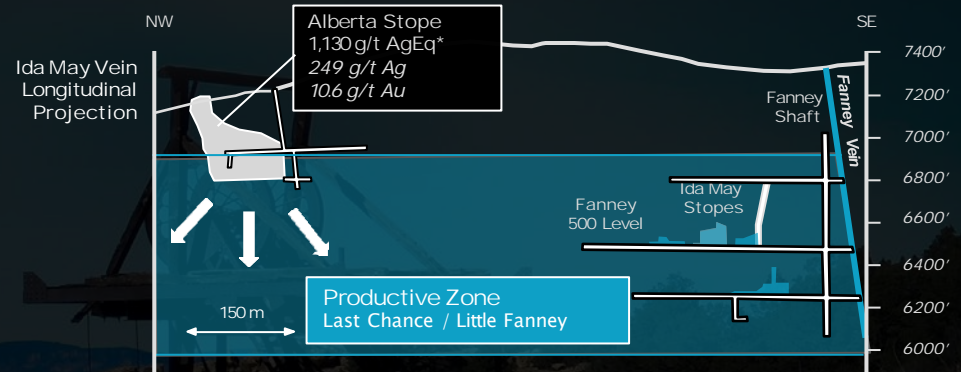 NW
SE
Alberta Stope
1,130 g/t AgEq*
249 g/t Ag
10.6 g/t Au
Ida May Vein
Longitudinal
Projection
Fanney
Shaft
Fanney Vein
7400'
7200'
7000'
6800'
6600'
6400'
6200'
6000'
Ida May
Stopes
Fanney
500 Level
150 m
Productive Zone
Last Chance / Little Fanney